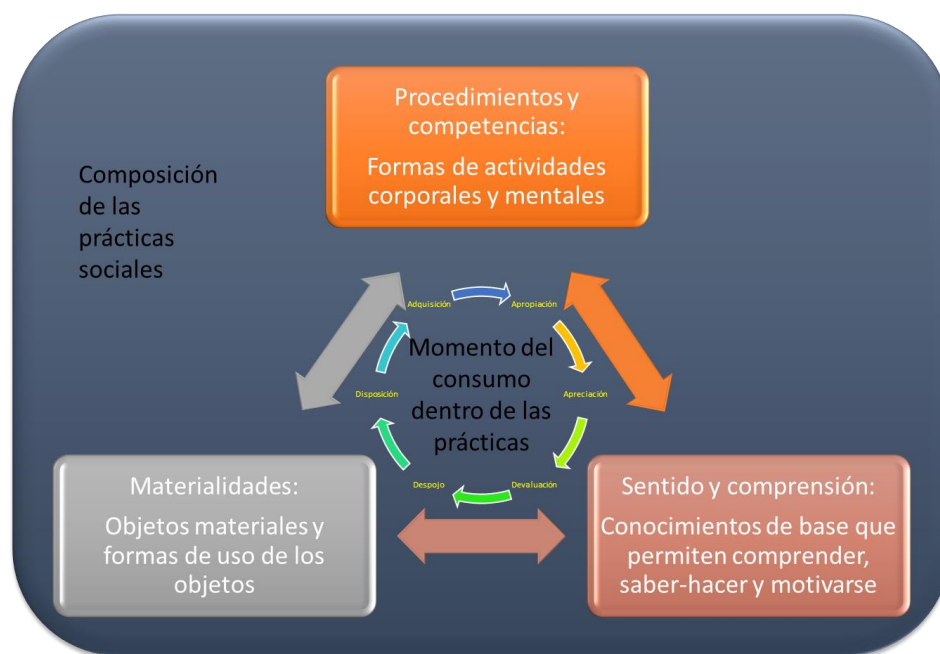 Procedimientos y
competencias:
Formas de actividades
corporales y mentales
Composición
de las
prácticas
sociales
Adquisición
Apropiación
Momento del
consumo
dentro de las
prácticas
Disposición
Apreciación
Despojo
Devaluación
Materialidades:
Objetos materiales y
formas de uso de los
objetos
Sentido y comprensión:
Conocimientos de base que
permiten comprender,
saber-hacer y motivarse